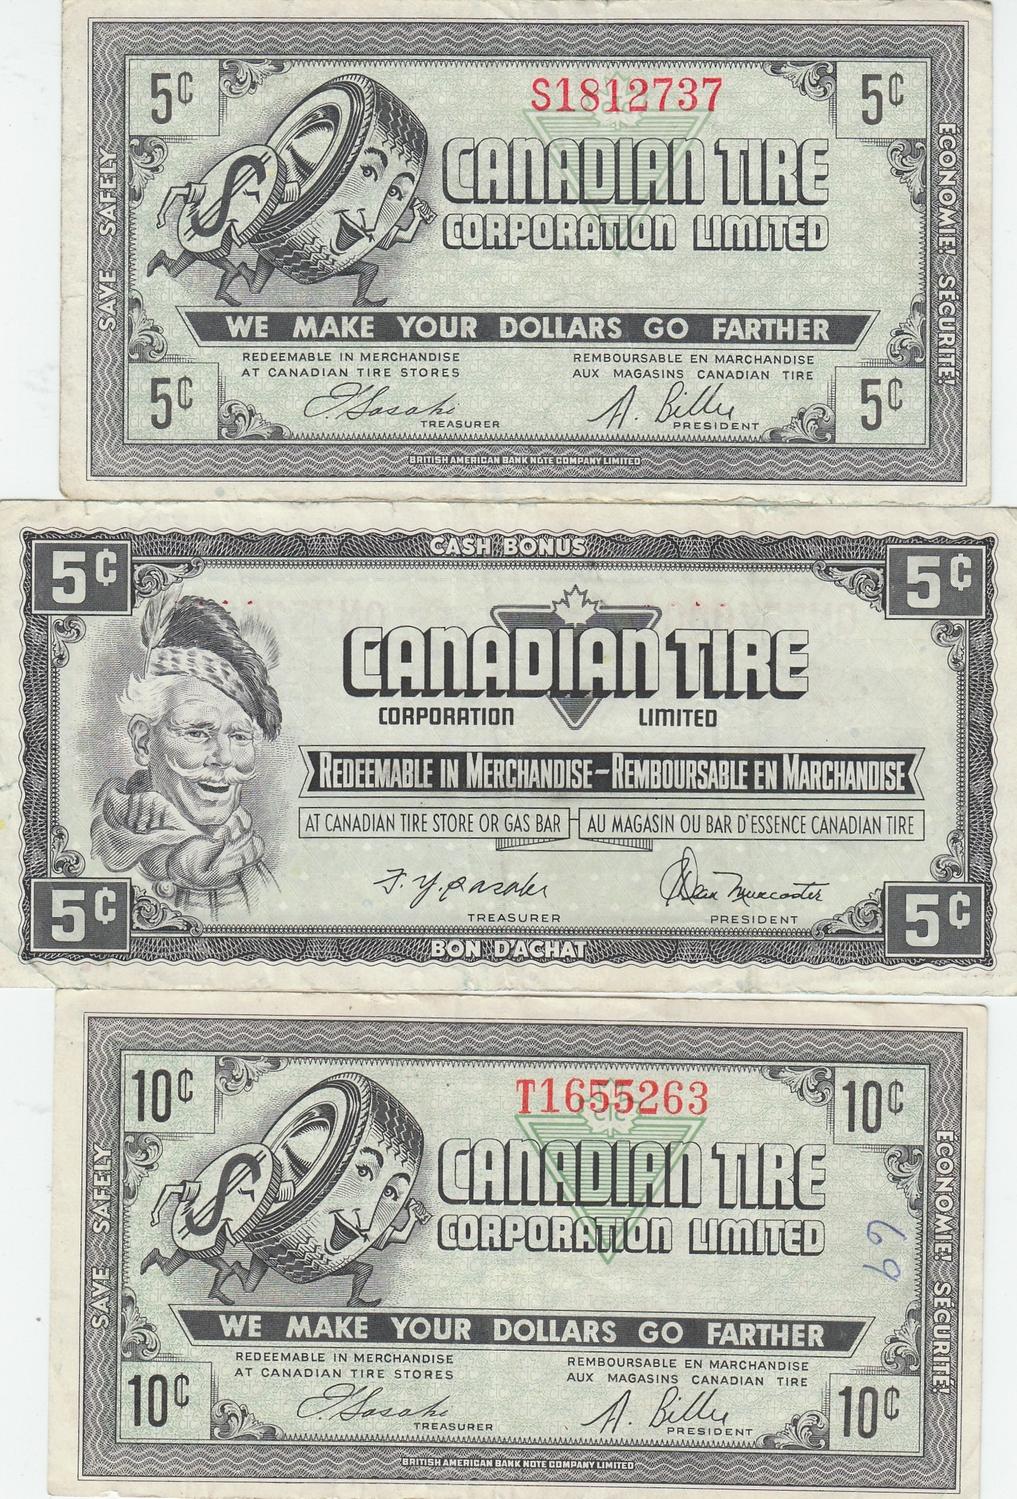 5¢ S1812737 5¢
CANADIAN TIRE
CORPORATION LIMITED
SAVE SAFELY
ÉCONOMIE! SÉCURITÉ!
WE MAKE YOUR DOLLARS GO FARTHER
REDEEMABLE IN MERCHANDISE REMBOURSABLE EN MARCHANDISE
AT CANADIAN TIRE STORES AUX MAGASINS CANADIAN TIRE
5¢ 5¢
TREASURER PRESIDENT
BRITISH AMERICAN BANK NOTE COMPANY LIMITED
CASH BONUS
5¢ 5¢
CANADIAN TIRE
CORPORATION LIMITED
REDEEMABLE IN MERCHANDISE–REMBOURSABLE EN MARCHANDISE
AT CANADIAN TIRE STORE OR GAS BAR AU MAGASIN OU BAR D'ESSENCE CANADIAN TIRE
5¢ 5¢
TREASURER PRESIDENT
BON D'ACHAT
10¢ T1655263 10¢
CANADIAN TIRE
CORPORATION LIMITED
69
SAVE SAFELY
ÉCONOMIE! SÉCURITÉ!
WE MAKE YOUR DOLLARS GO FARTHER
REDEEMABLE IN MERCHANDISE REMBOURSABLE EN MARCHANDISE
AT CANADIAN TIRE STORES AUX MAGASINS CANADIAN TIRE
10¢ 10¢
TREASURER PRESIDENT
BRITISH AMERICAN BANK NOTE COMPANY LIMITED